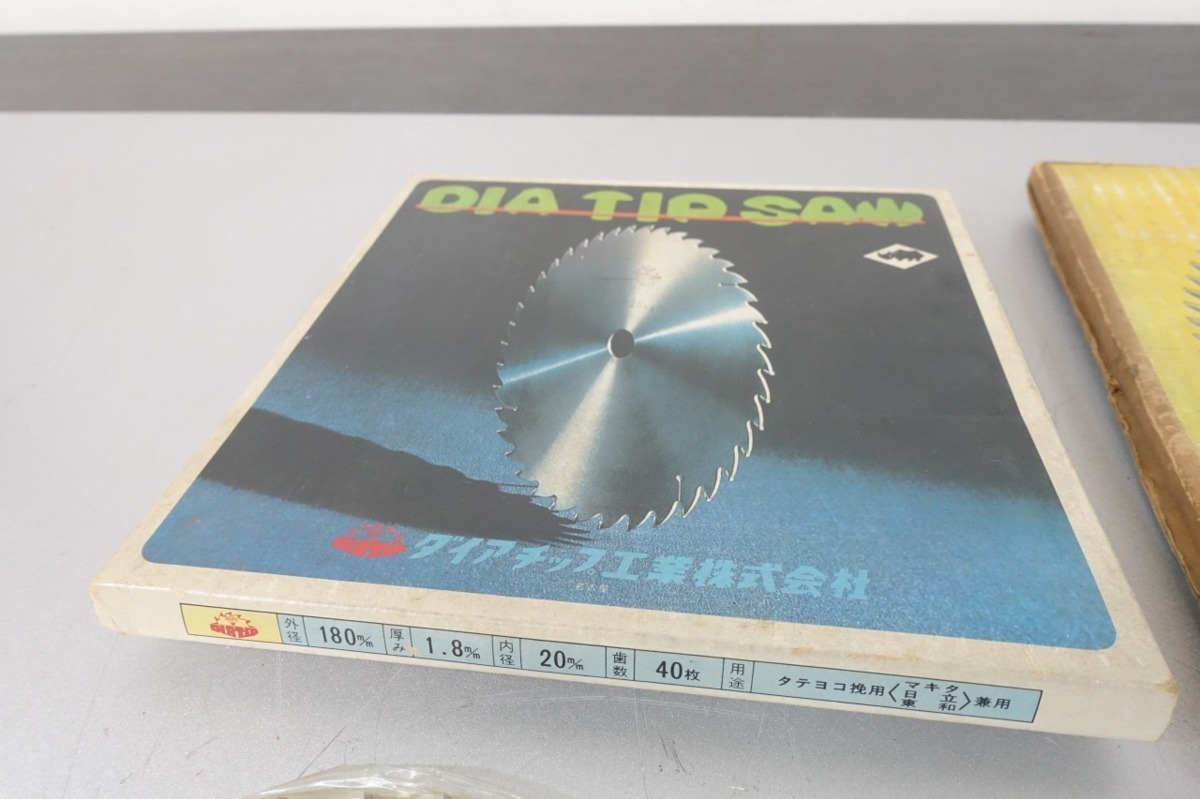 DIA TIP SAW
ダイアチップ工業株式会社
外径 180m/m 厚み 1.8m/m 内径 20m/m 歯数 40枚 用途 タテヨコ挽用〈マキタ 日立 東和〉兼用